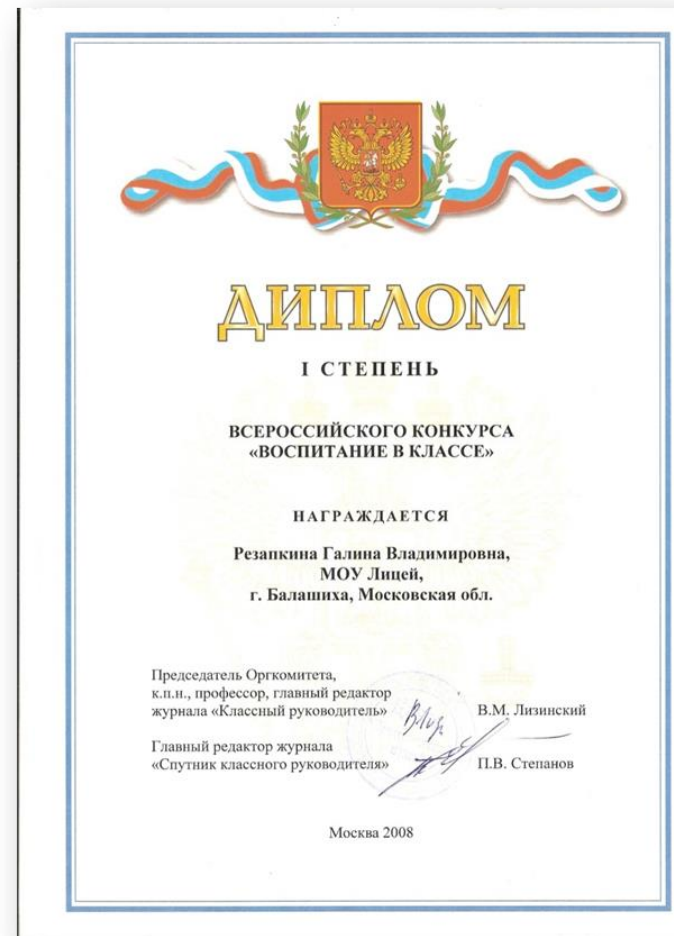 ДИПЛОМ
I СТЕПЕНЬ
ВСЕРОССИЙСКОГО КОНКУРСА
«ВОСПИТАНИЕ В КЛАССЕ»
НАГРАЖДАЕТСЯ
Резапкина Галина Владимировна,
МОУ Лицей,
г. Балашиха, Московская обл.
Председатель Оргкомитета,
к.п.н., профессор, главный редактор
журнала «Классный руководитель» В.М. Лизинский
Главный редактор журнала
«Спутник классного руководителя» П.В. Степанов
Москва 2008